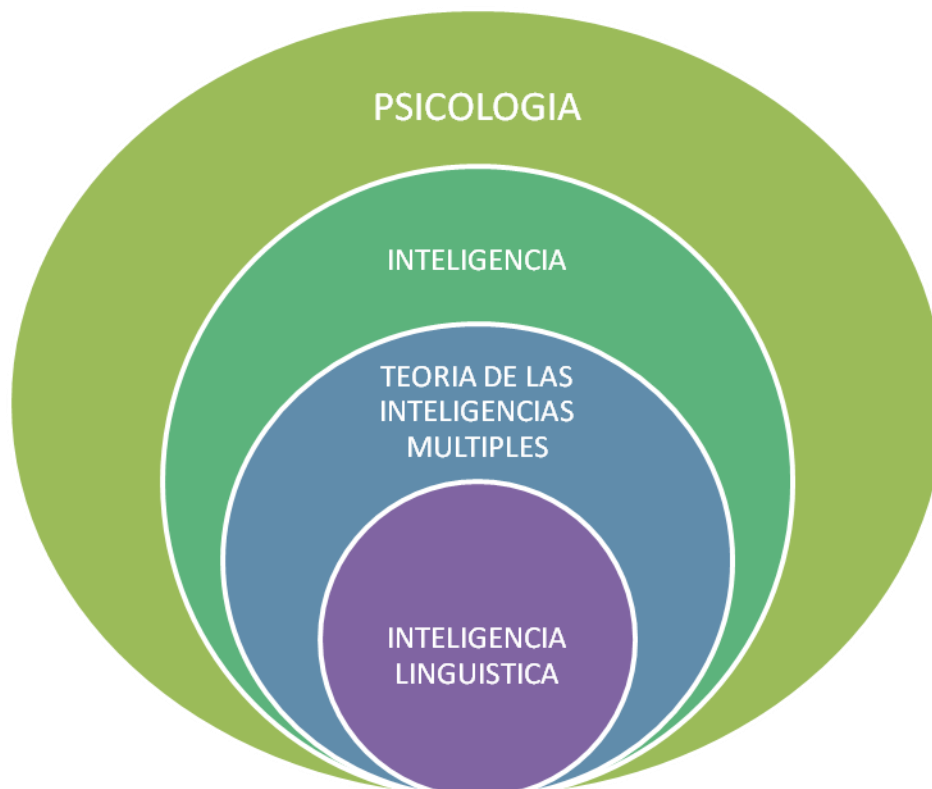 PSICOLOGIA
INTELIGENCIA
TEORIA DE LAS
INTELIGENCIAS
MULTIPLES
INTELIGENCIA
LINGUISTICA